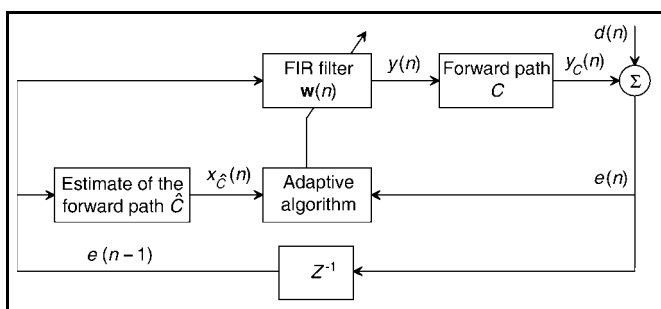 d(n)
FIR filter
w(n)
y(n)
Forward path
C
y_C(n)
Σ
Estimate of the
forward path Ĉ
x_Ĉ(n)
Adaptive
algorithm
e(n)
e (n−1)
Z⁻¹